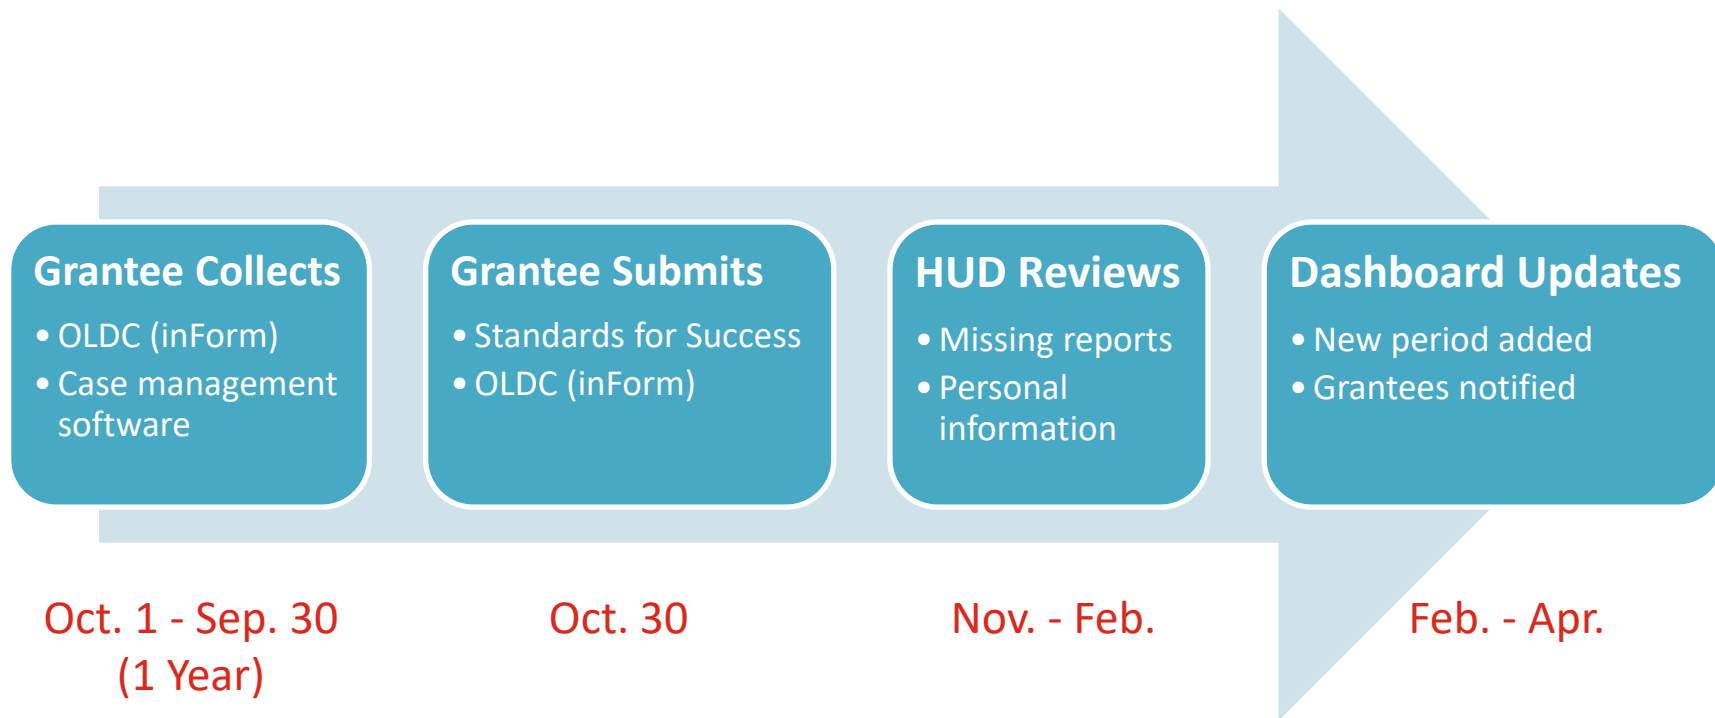 Grantee Collects
• OLDC (inForm)
• Case management
software
Grantee Submits
• Standards for Success
• OLDC (inForm)
HUD Reviews
• Missing reports
• Personal
information
Dashboard Updates
• New period added
• Grantees notified
Oct. 1 - Sep. 30
(1 Year)
Oct. 30
Nov. - Feb.
Feb. - Apr.